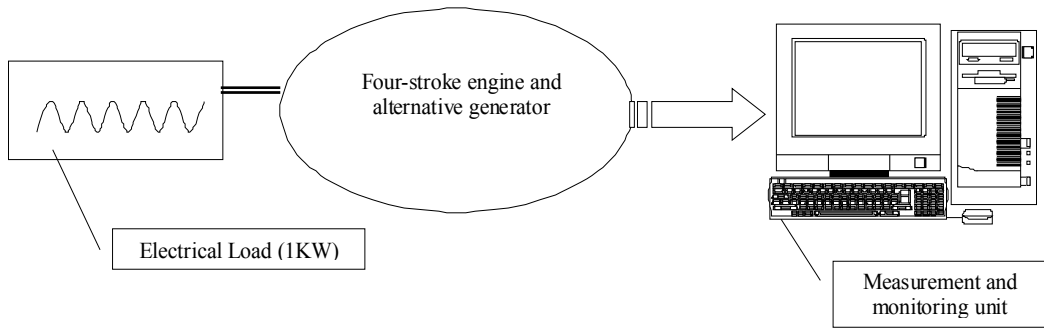 Four-stroke engine and
alternative generator
Electrical Load (1KW)
Measurement and
monitoring unit